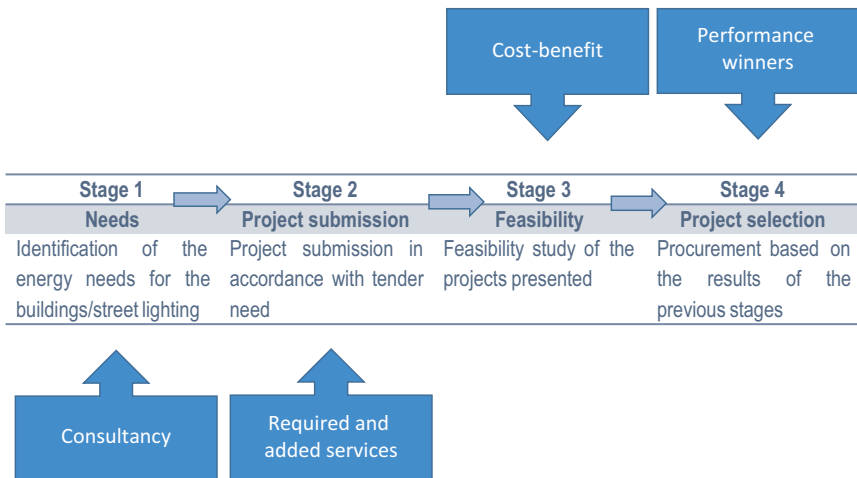 Cost-benefit
Performance
winners
Stage 1
Stage 2
Stage 3
Stage 4
Needs
Project submission
Feasibility
Project selection
Identification of the
energy needs for the
buildings/street lighting
Project submission in
accordance with tender
need
Feasibility study of the
projects presented
Procurement based on
the results of the
previous stages
Consultancy
Required and
added services